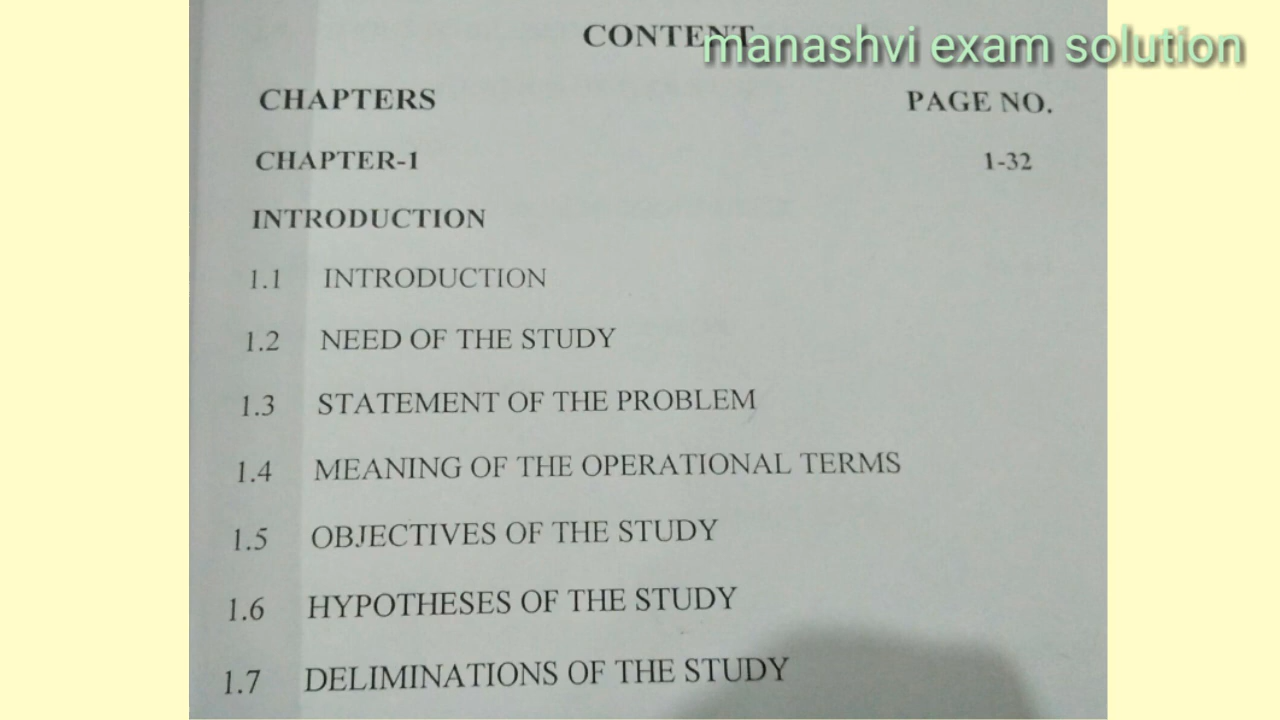 CONTENT
manashvi exam solution
CHAPTERS PAGE NO.
CHAPTER-1 1-32
INTRODUCTION
1.1 INTRODUCTION
1.2 NEED OF THE STUDY
1.3 STATEMENT OF THE PROBLEM
1.4 MEANING OF THE OPERATIONAL TERMS
1.5 OBJECTIVES OF THE STUDY
1.6 HYPOTHESES OF THE STUDY
1.7 DELIMINATIONS OF THE STUDY